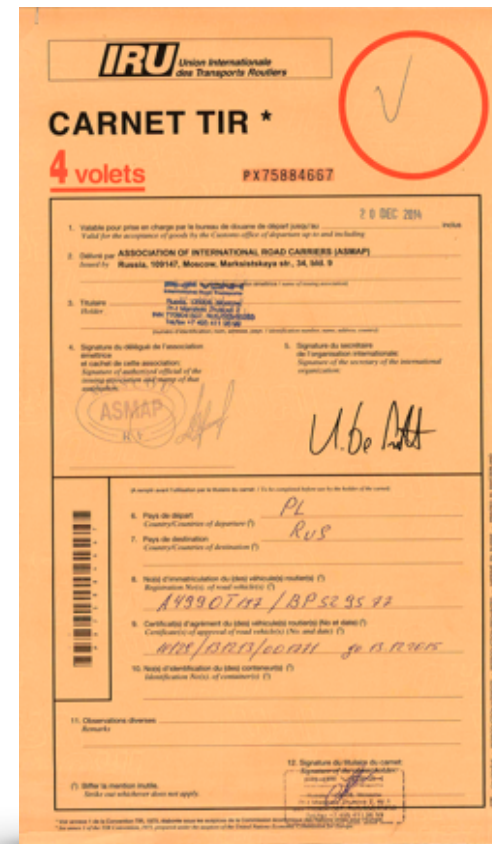 IRU Union Internationale
des Transports Routiers
CARNET TIR *
4 volets
PX75884667
20 DEC 2014
1. Valable pour prise en charge par le bureau de douane de départ jusqu'au inclus
Valid for the acceptance of goods by the Customs office of departure up to and including
2. Délivré par ASSOCIATION OF INTERNATIONAL ROAD CARRIERS (ASMAP)
Issued by Russia, 109147, Moscow, Marksistskaya str., 34, bld. 9
3. Titulaire
Holder
4. Signature du délégué de l'association
émettrice
et cachet de cette association:
Signature of authorized official of the
issuing association and stamp of that
association:
ASMAP
5. Signature du secrétaire
de l'organisation internationale:
Signature of the secretary of the international
organization:
(A remplir avant l'utilisation par le titulaire du carnet / To be completed before use by the holder of the carnet)
6. Pays de départ
Country/Countries of departure (¹)
PL
7. Pays de destination
Country/Countries of destination (¹)
RUS
8. No(s) d'immatriculation du (des) véhicule(s) routier(s) (¹)
Registration No(s). of road vehicle(s) (¹)
A499OT197 / BP 5295 77
9. Certificat(s) d'agrément du (des) véhicule(s) routier(s) (No et date) (¹)
Certificate(s) of approval of road vehicle(s) (No. and date) (¹)
10. No(s) d'identification du (des) conteneur(s) (¹)
Identification No(s). of container(s) (¹)
11. Observations diverses
Remarks
12. Signature du titulaire du carnet:
Signature of the carnet holder:
(¹) Biffer la mention inutile.
Strike out whichever does not apply.